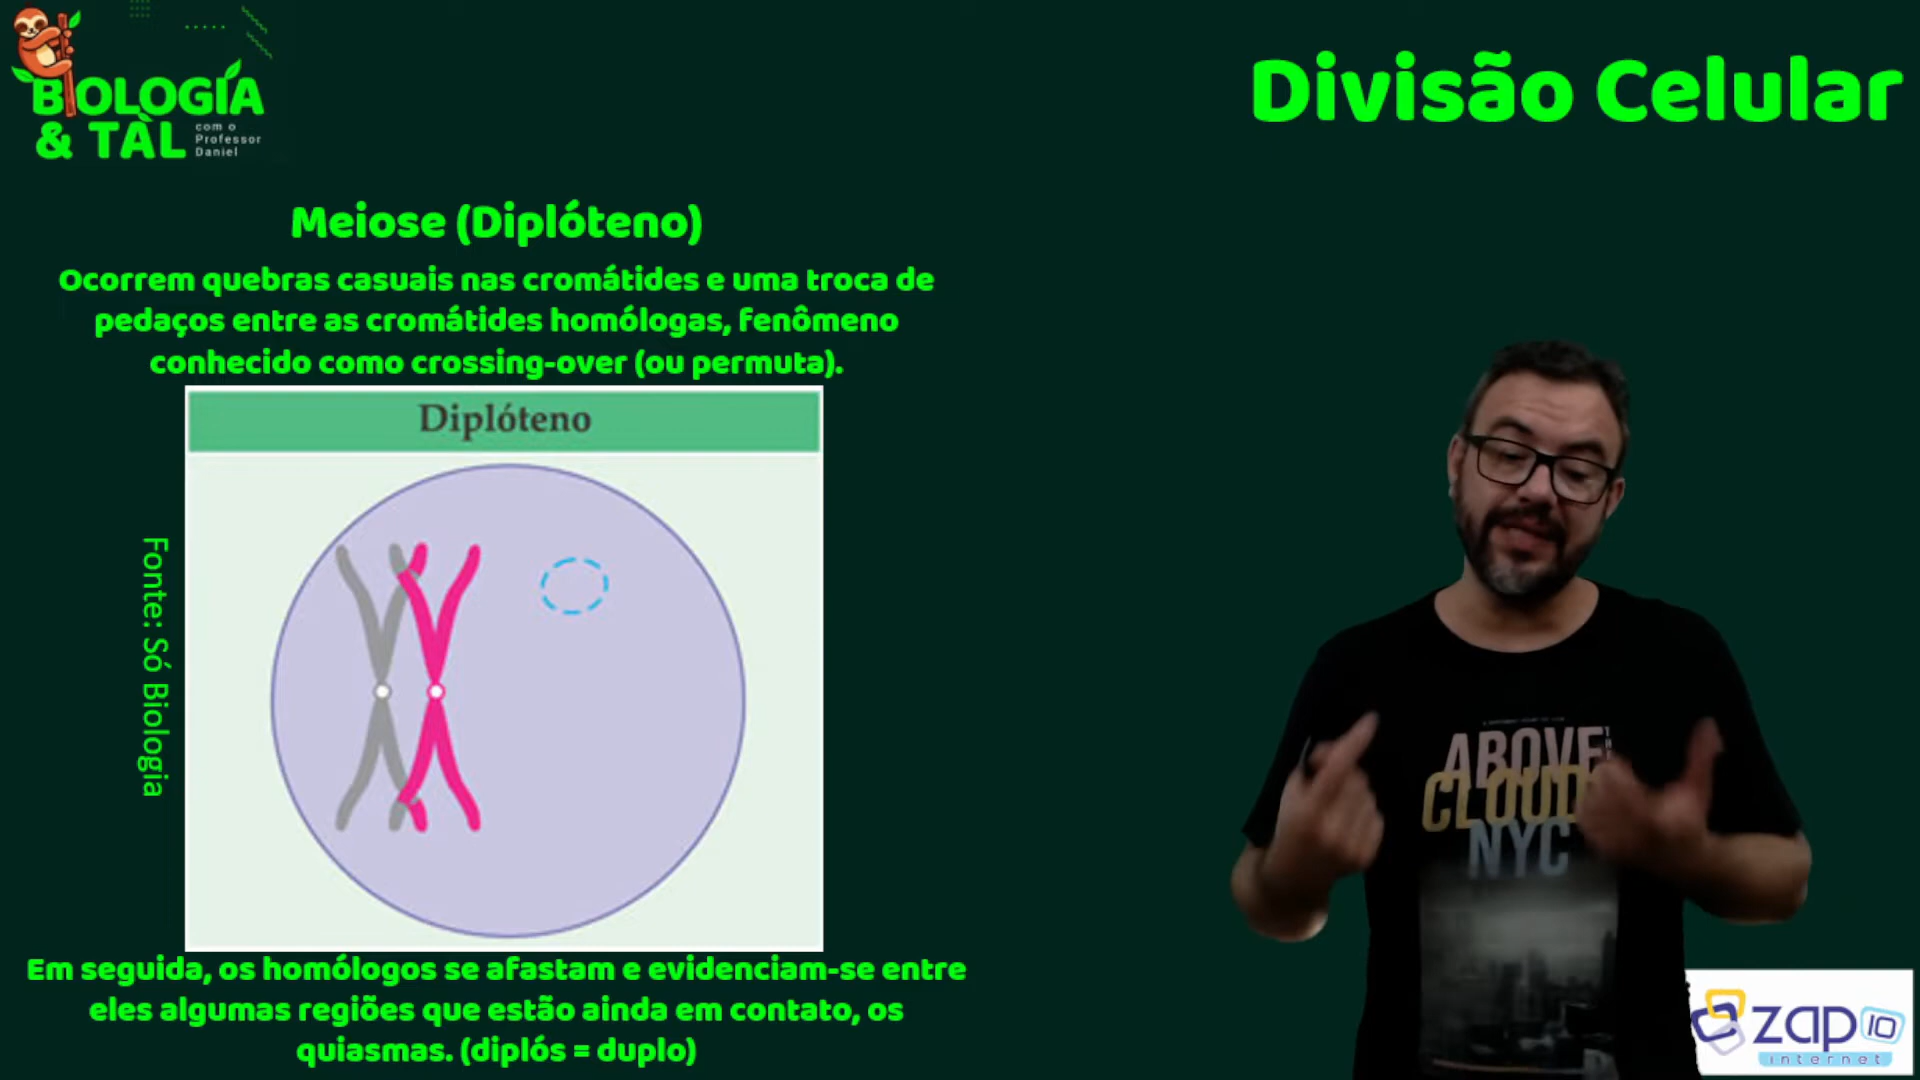 BIOLOGIA
& TAL
com o
Professor
Daniel
Divisão Celular
Meiose (Diplóteno)
Ocorrem quebras casuais nas cromátides e uma troca de
pedaços entre as cromátides homólogas, fenômeno
conhecido como crossing-over (ou permuta).
Diplóteno
Fonte: Só Biologia
Em seguida, os homólogos se afastam e evidenciam-se entre
eles algumas regiões que estão ainda em contato, os
quiasmas. (diplós = duplo)
ABOVE
CLOUD
NYC
zap 10
internet